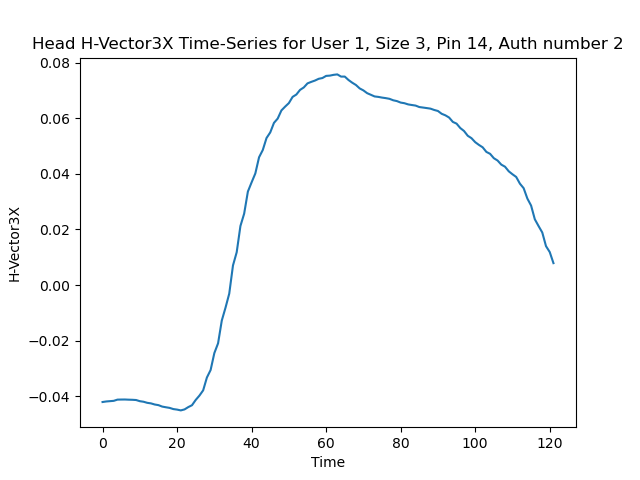 Head H-Vector3X Time-Series for User 1, Size 3, Pin 14, Auth number 2
0.08
0.06
0.04
0.02
0.00
−0.02
−0.04
H-Vector3X
0 20 40 60 80 100 120
Time